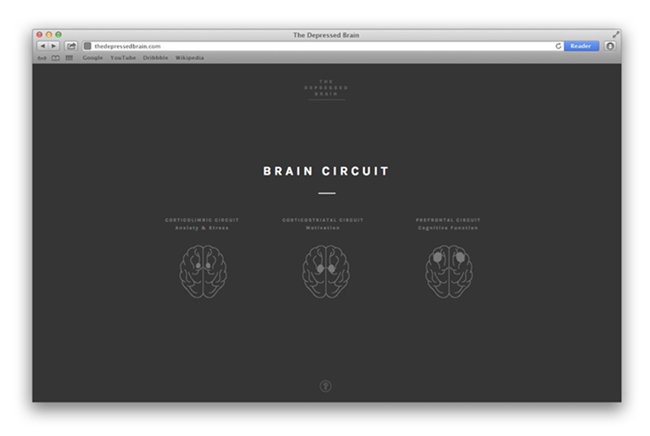 The Depressed Brain
thedepressedbrain.com
Reader
Google YouTube Dribbble Wikipedia
THE
DEPRESSED
BRAIN
BRAIN CIRCUIT
CORTICOLIMBIC CIRCUIT
Anxiety & Stress
CORTICOSTRIATAL CIRCUIT
Motivation
PREFRONTAL CIRCUIT
Cognitive Function